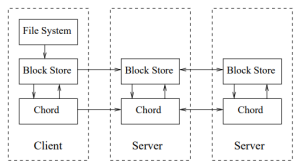 File System
Block Store Block Store Block Store
Chord Chord Chord
Client Server Server